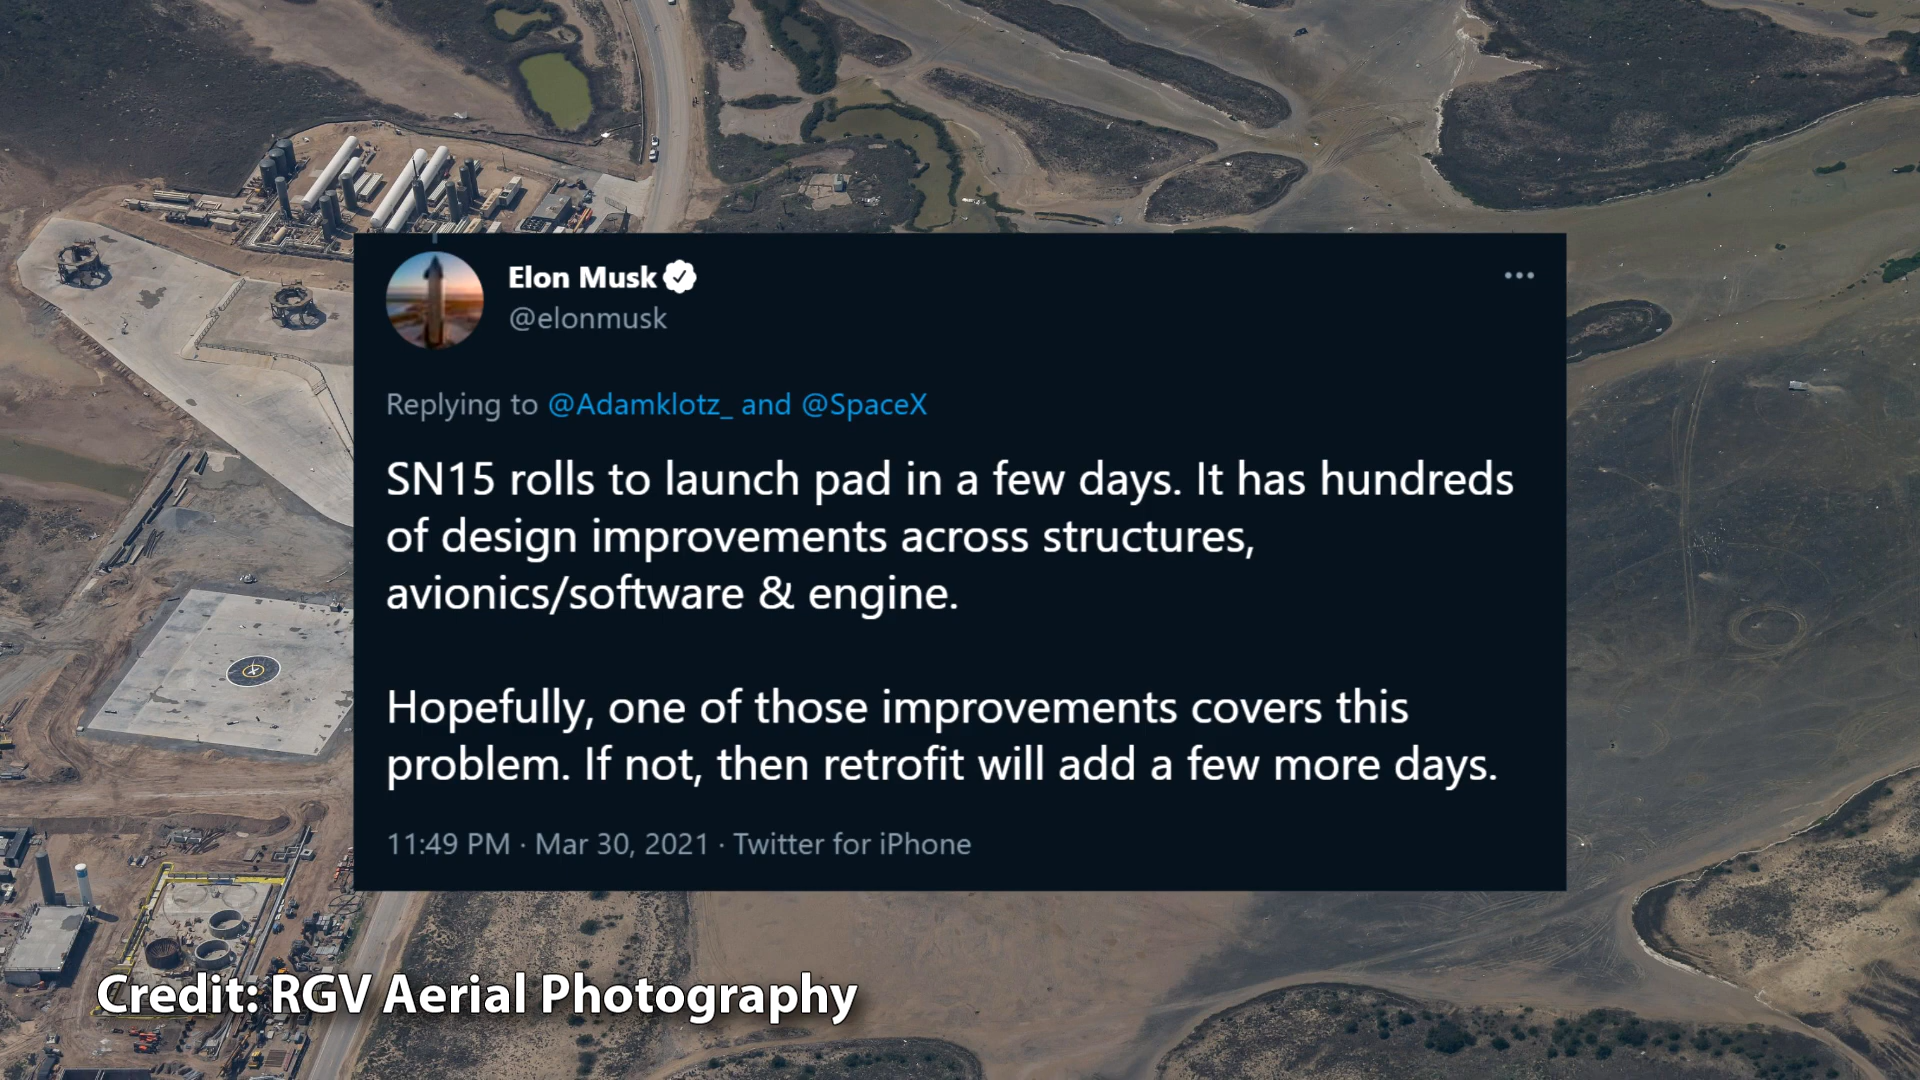 Elon Musk
@elonmusk
Replying to @Adamklotz_ and @SpaceX
SN15 rolls to launch pad in a few days. It has hundreds
of design improvements across structures,
avionics/software & engine.
Hopefully, one of those improvements covers this
problem. If not, then retrofit will add a few more days.
11:49 PM · Mar 30, 2021 · Twitter for iPhone
Credit: RGV Aerial Photography